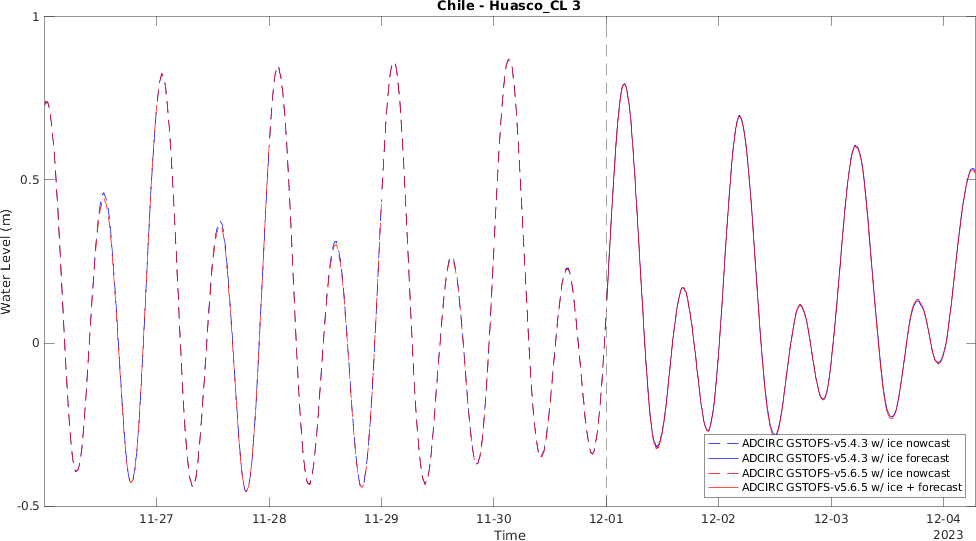 Chile - Huasco_CL 3
1
0.5
0
-0.5
Water Level (m)
11-27
11-28
11-29
11-30
12-01
12-02
12-03
12-04
Time
2023
ADCIRC GSTOFS-v5.4.3 w/ ice nowcast
ADCIRC GSTOFS-v5.4.3 w/ ice forecast
ADCIRC GSTOFS-v5.6.5 w/ ice nowcast
ADCIRC GSTOFS-v5.6.5 w/ ice + forecast